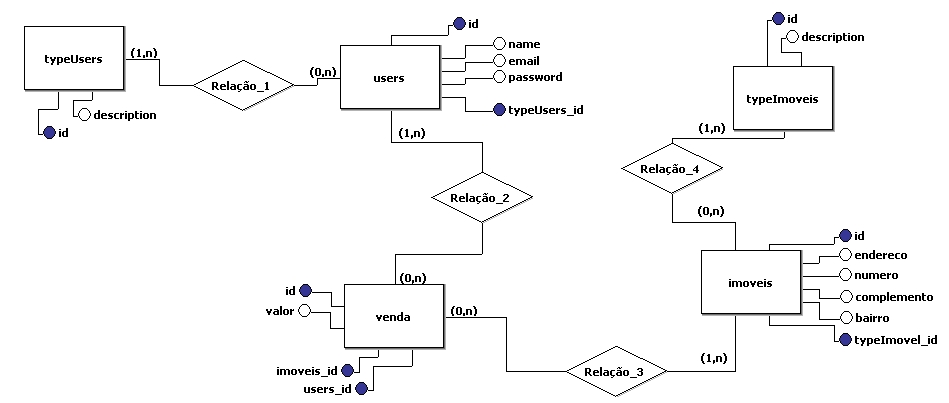 id
id
name
description
(1,n)
typeUsers
email
(0,n)
users
password
Relação_1
typeImoveis
description
typeUsers_id
id
(1,n)
(1,n)
Relação_4
Relação_2
(0,n)
id
endereco
(0,n)
imoveis
numero
id
complemento
valor
(0,n)
venda
bairro
typeImovel_id
(1,n)
imoveis_id
Relação_3
users_id